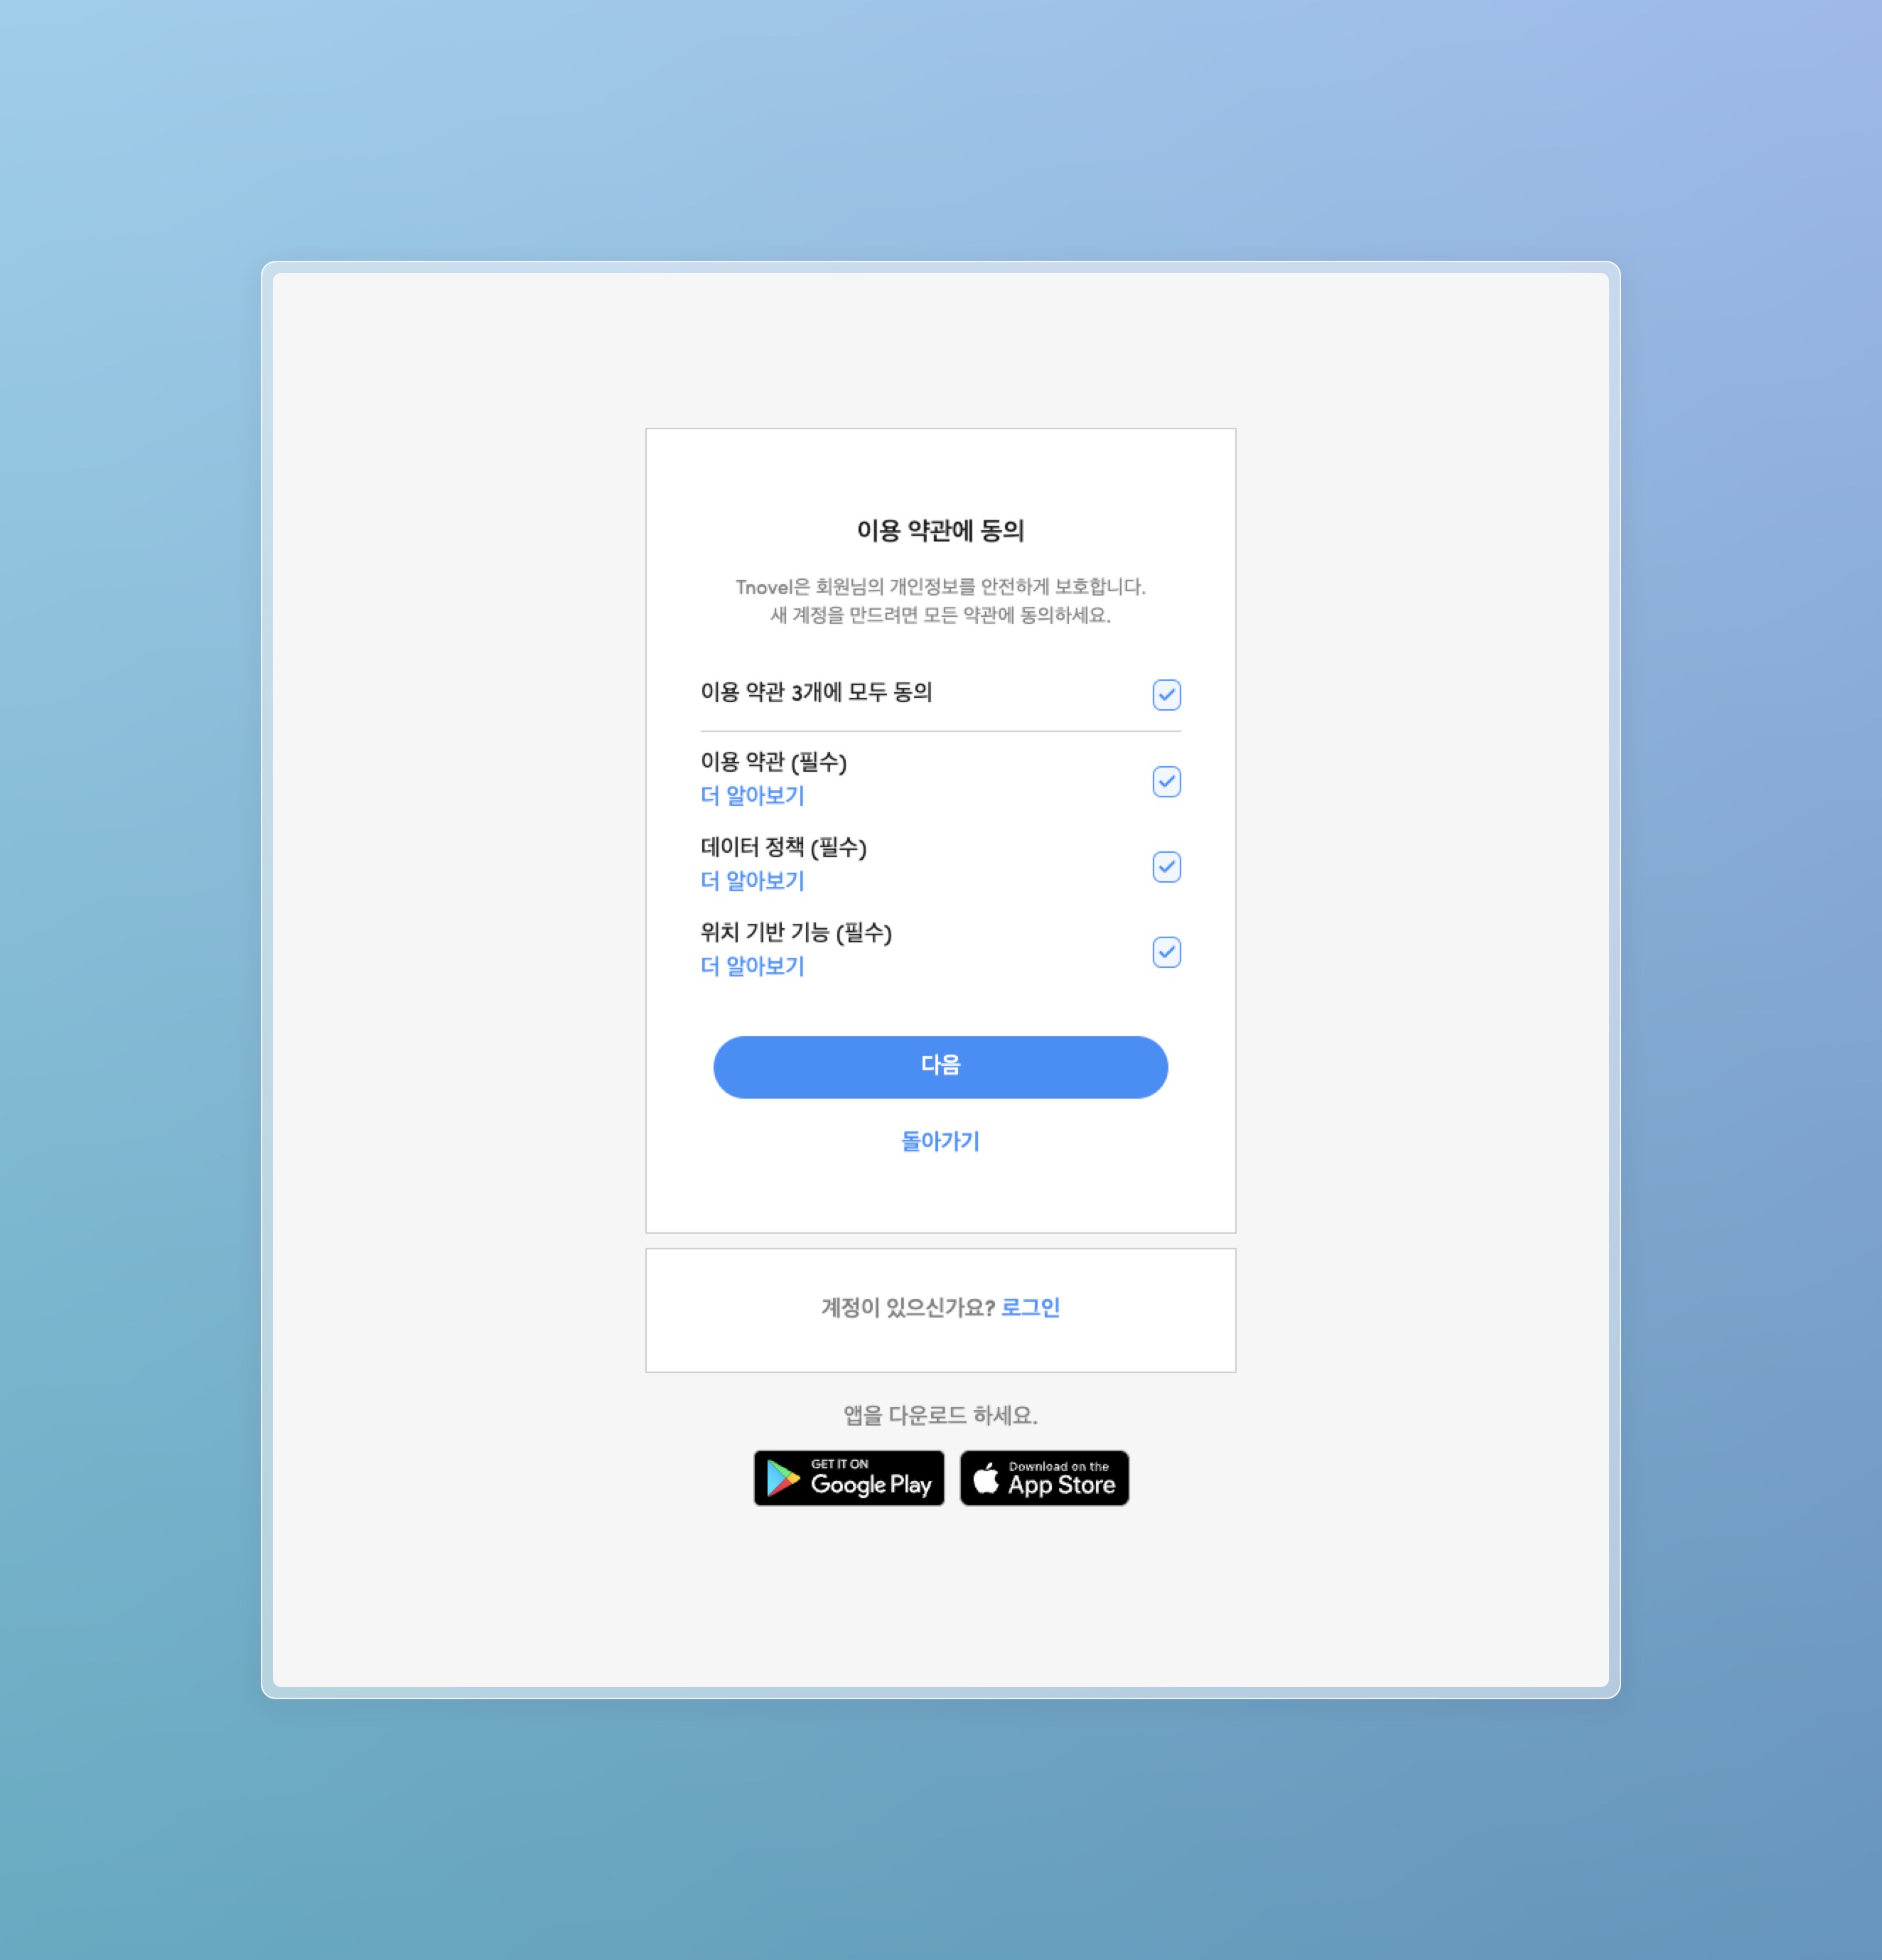 이용 약관에 동의
Tnovel은 회원님의 개인정보를 안전하게 보호합니다.
새 계정을 만드려면 모든 약관에 동의하세요.
이용 약관 3개에 모두 동의
이용 약관 (필수)
더 알아보기
데이터 정책 (필수)
더 알아보기
위치 기반 기능 (필수)
더 알아보기
다음
돌아가기
계정이 있으신가요? 로그인
앱을 다운로드 하세요.
GET IT ON
Google Play
Download on the
App Store